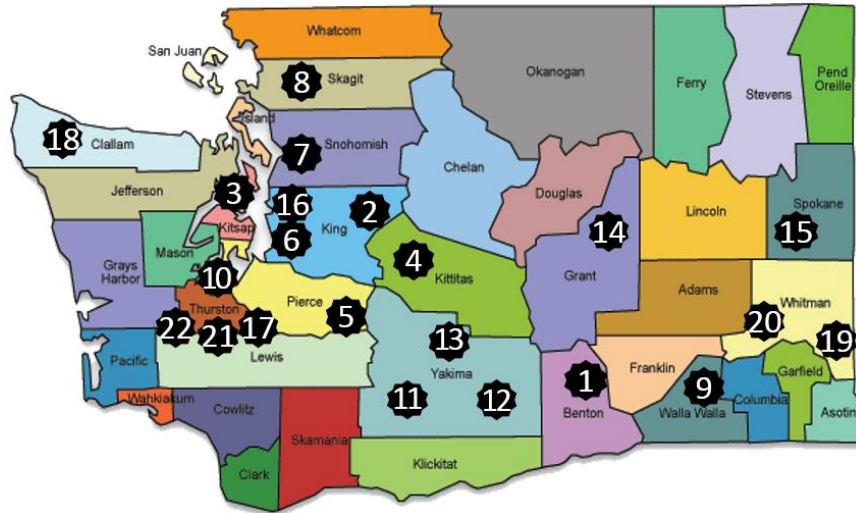 Whatcom
San Juan
Okanogan
Ferry
Stevens
Pend
Oreille
8
Skagit
Island
18
Clallam
7
Snohomish
Chelan
Jefferson
3
Kitsap
16
2
King
6
Douglas
Lincoln
Spokane
15
14
Grant
Mason
Grays
Harbor
10
4
Kittitas
Adams
Whitman
Thurston
Pierce
5
22
21
17
20
19
Pacific
Lewis
13
Yakima
11
12
1
Benton
Franklin
9
Walla Walla
Columbia
Garfield
Asotin
Wahkiakum
Cowlitz
Skamania
Clark
Klickitat